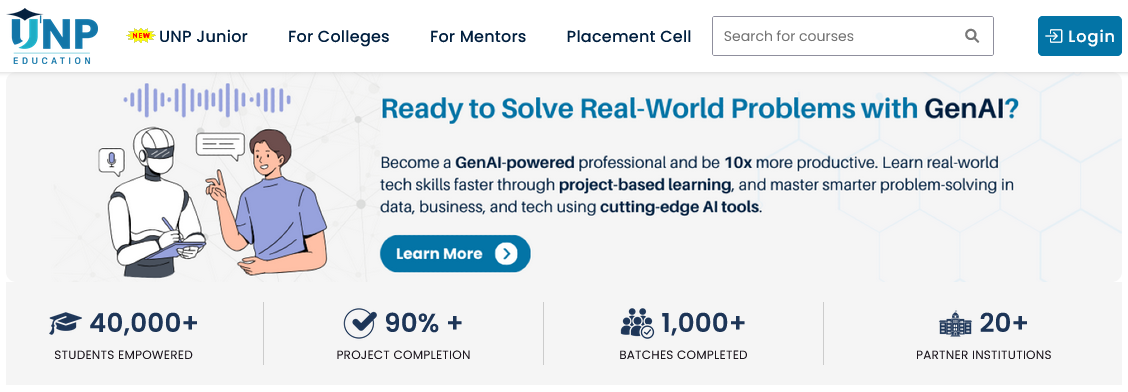 UNP
EDUCATION
NEW UNP Junior For Colleges For Mentors Placement Cell Search for courses Login
Ready to Solve Real-World Problems with GenAI?
Become a GenAI-powered professional and be 10x more productive. Learn real-world
tech skills faster through project-based learning, and master smarter problem-solving in
data, business, and tech using cutting-edge AI tools.
Learn More
40,000+ 90% + 1,000+ 20+
STUDENTS EMPOWERED PROJECT COMPLETION BATCHES COMPLETED PARTNER INSTITUTIONS